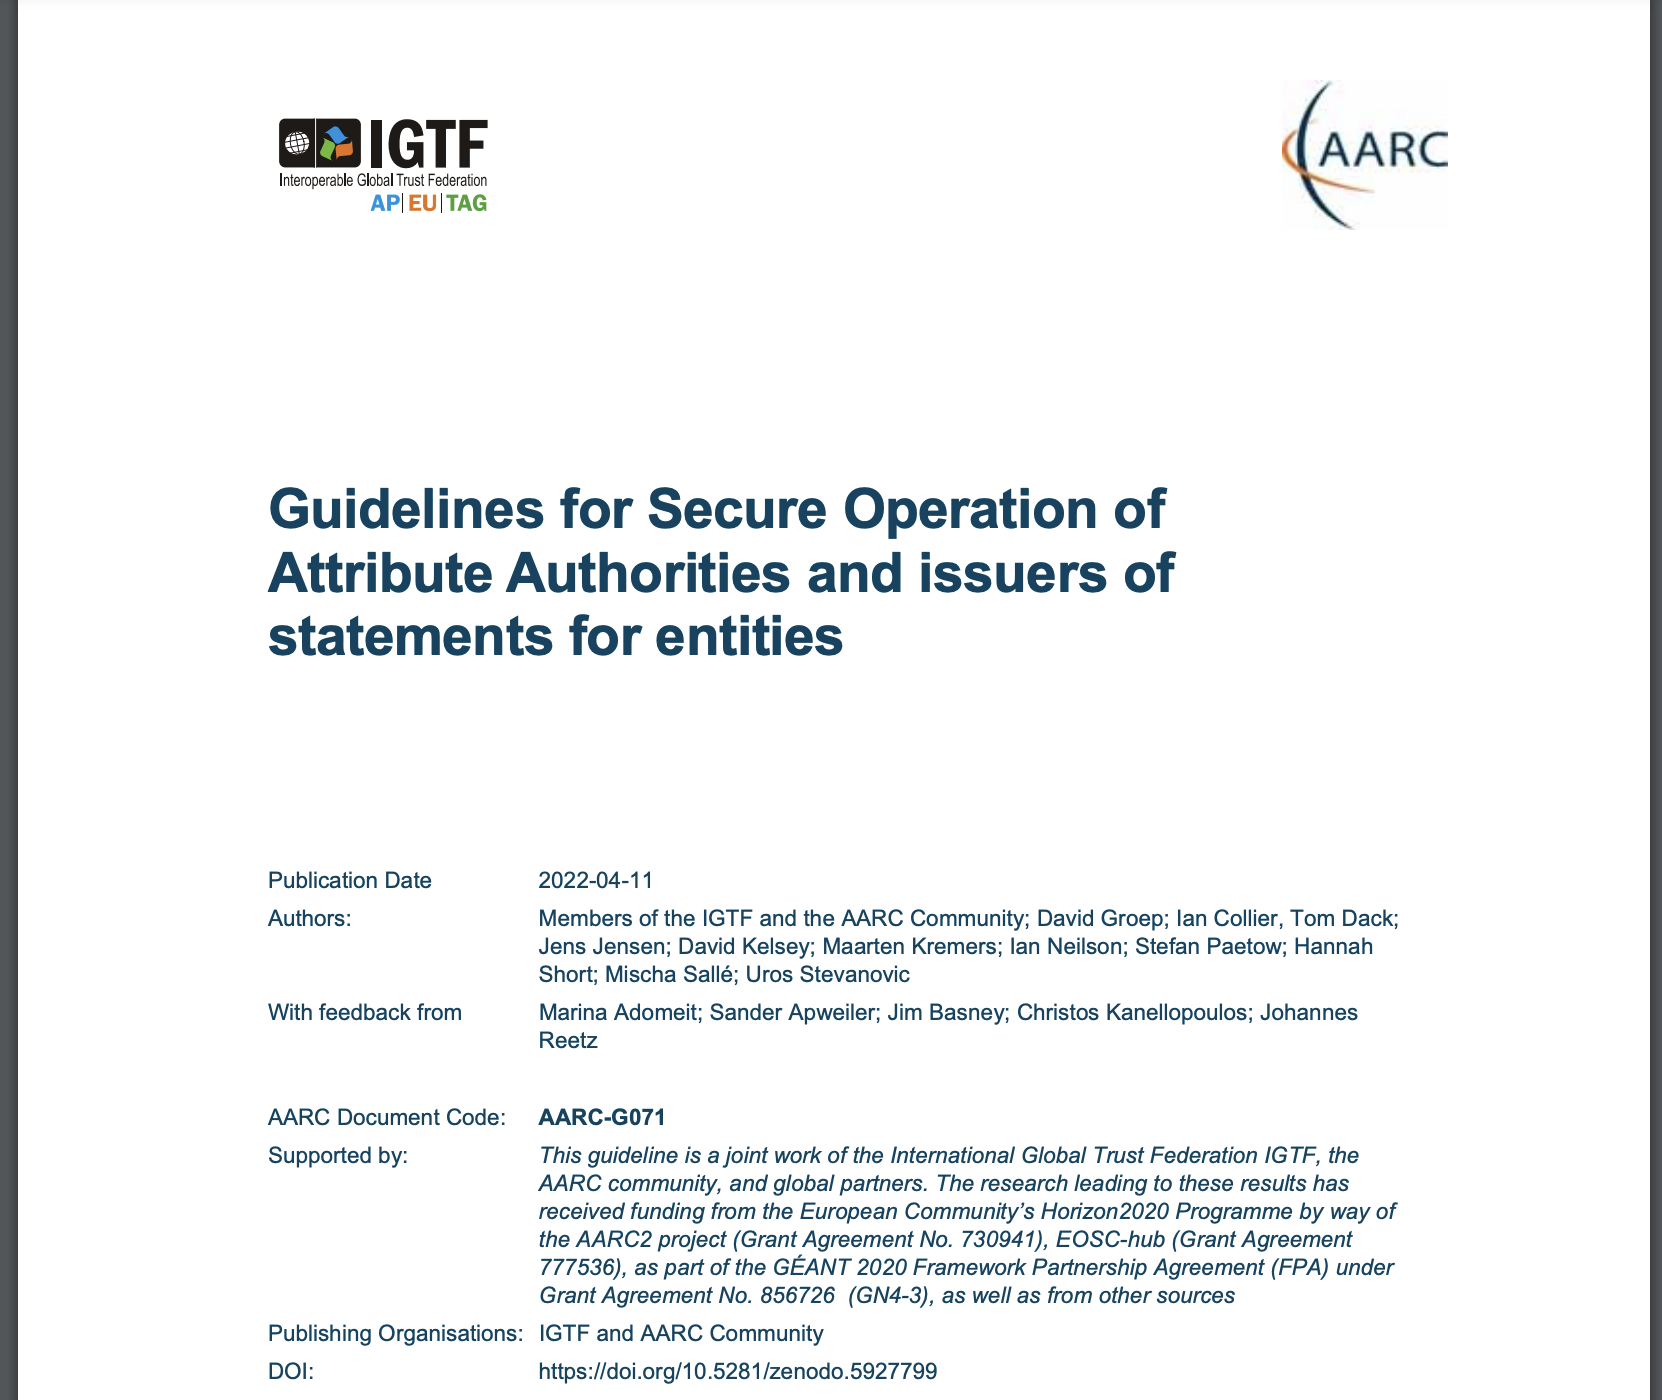 IGTF
Interoperable Global Trust Federation
AP|EU|TAG
AARC
Guidelines for Secure Operation of
Attribute Authorities and issuers of
statements for entities
Publication Date 2022-04-11
Authors: Members of the IGTF and the AARC Community; David Groep; Ian Collier, Tom Dack;
Jens Jensen; David Kelsey; Maarten Kremers; Ian Neilson; Stefan Paetow; Hannah
Short; Mischa Sallé; Uros Stevanovic
With feedback from Marina Adomeit; Sander Apweiler; Jim Basney; Christos Kanellopoulos; Johannes
Reetz
AARC Document Code: AARC-G071
Supported by: This guideline is a joint work of the International Global Trust Federation IGTF, the
AARC community, and global partners. The research leading to these results has
received funding from the European Community’s Horizon2020 Programme by way of
the AARC2 project (Grant Agreement No. 730941), EOSC-hub (Grant Agreement
777536), as part of the GÉANT 2020 Framework Partnership Agreement (FPA) under
Grant Agreement No. 856726 (GN4-3), as well as from other sources
Publishing Organisations: IGTF and AARC Community
DOI: https://doi.org/10.5281/zenodo.5927799